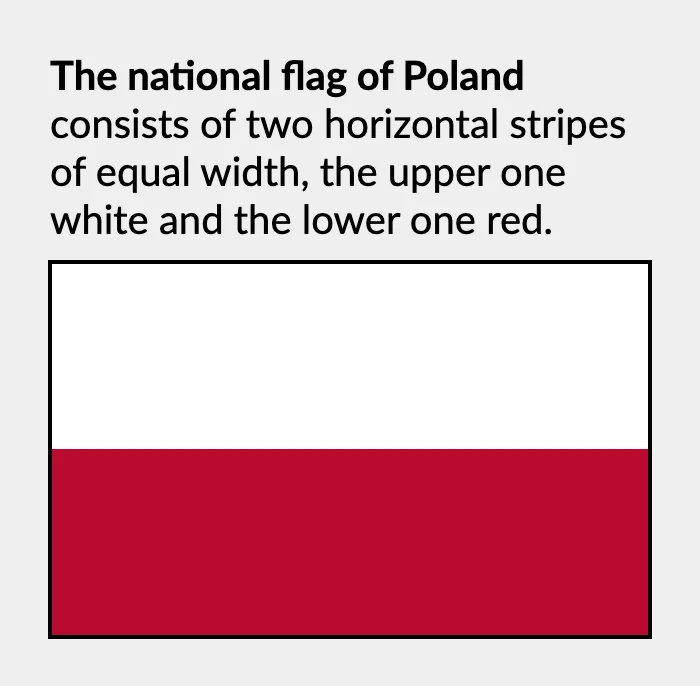 The national flag of Poland
consists of two horizontal stripes
of equal width, the upper one
white and the lower one red.